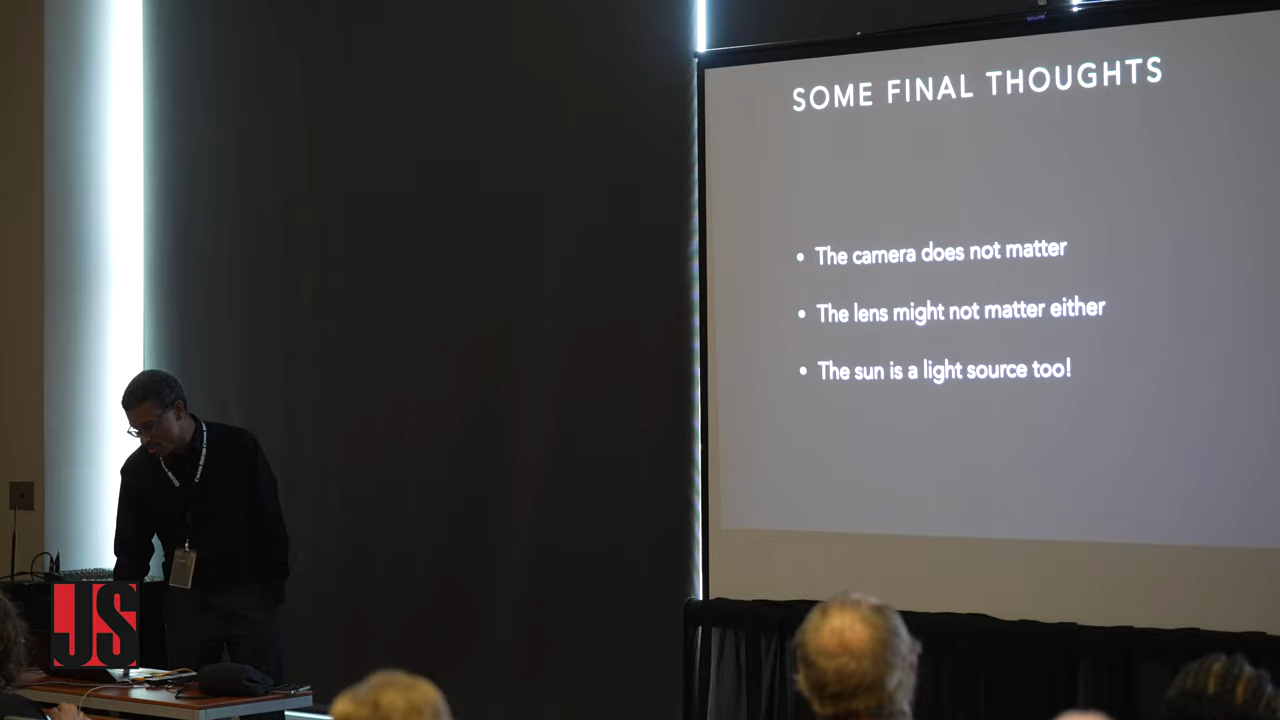 SOME FINAL THOUGHTS
• The camera does not matter
• The lens might not matter either
• The sun is a light source too!
JS